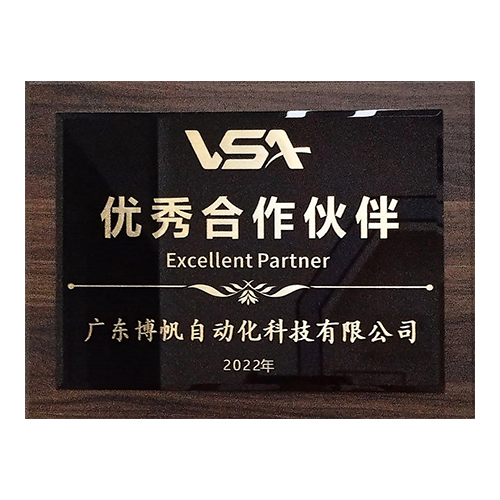 VSA
优秀合作伙伴
Excellent Partner
广东博帆自动化科技有限公司
2022年